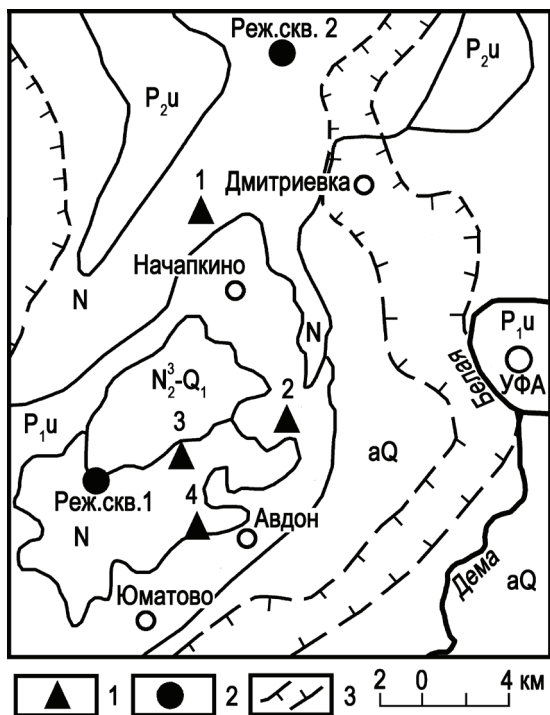 Реж.скв. 2
P₂u
P₂u
1
Дмитриевка
Начапкино
N
N
P₁u
Белая
УФА
N₂³-Q₁
2
P₁u
3
aQ
Реж.скв.1
4
N
Авдон
Дема
aQ
Юматово
1
2
3
2 0 4 км